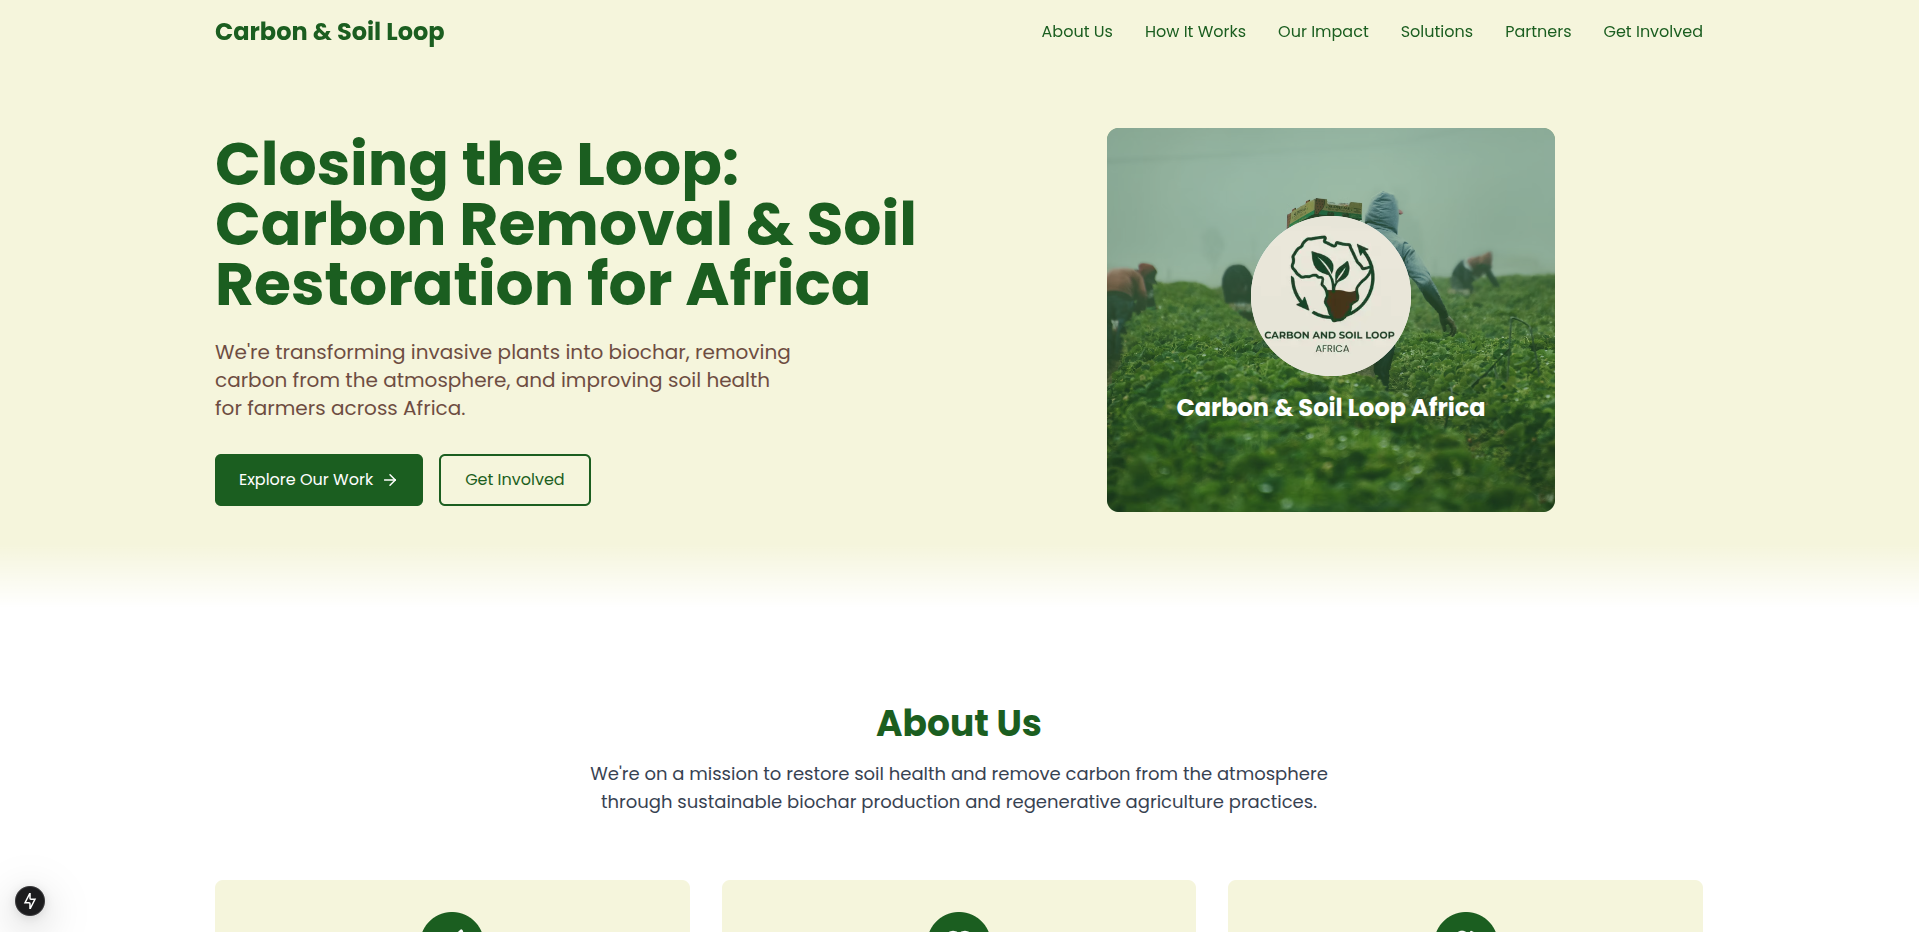 Carbon & Soil Loop
About Us
How It Works
Our Impact
Solutions
Partners
Get Involved
Closing the Loop:
Carbon Removal & Soil
Restoration for Africa
We're transforming invasive plants into biochar, removing
carbon from the atmosphere, and improving soil health
for farmers across Africa.
Explore Our Work
Get Involved
CARBON AND SOIL LOOP
AFRICA
Carbon & Soil Loop Africa
About Us
We're on a mission to restore soil health and remove carbon from the atmosphere
through sustainable biochar production and regenerative agriculture practices.